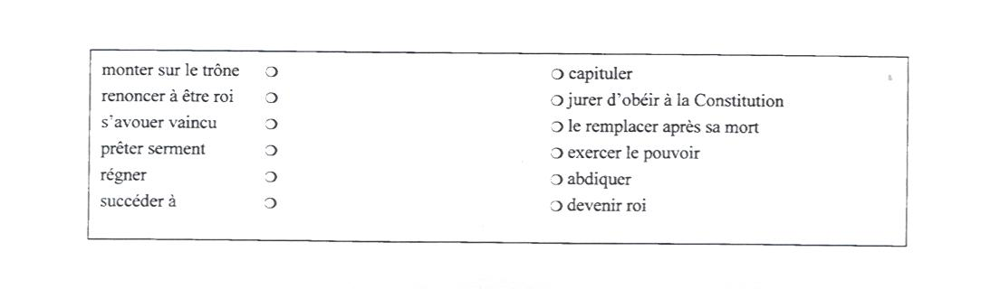 monter sur le trône ❍ ❍ capituler
renoncer à être roi ❍ ❍ jurer d'obéir à la Constitution
s'avouer vaincu ❍ ❍ le remplacer après sa mort
prêter serment ❍ ❍ exercer le pouvoir
régner ❍ ❍ abdiquer
succéder à ❍ ❍ devenir roi